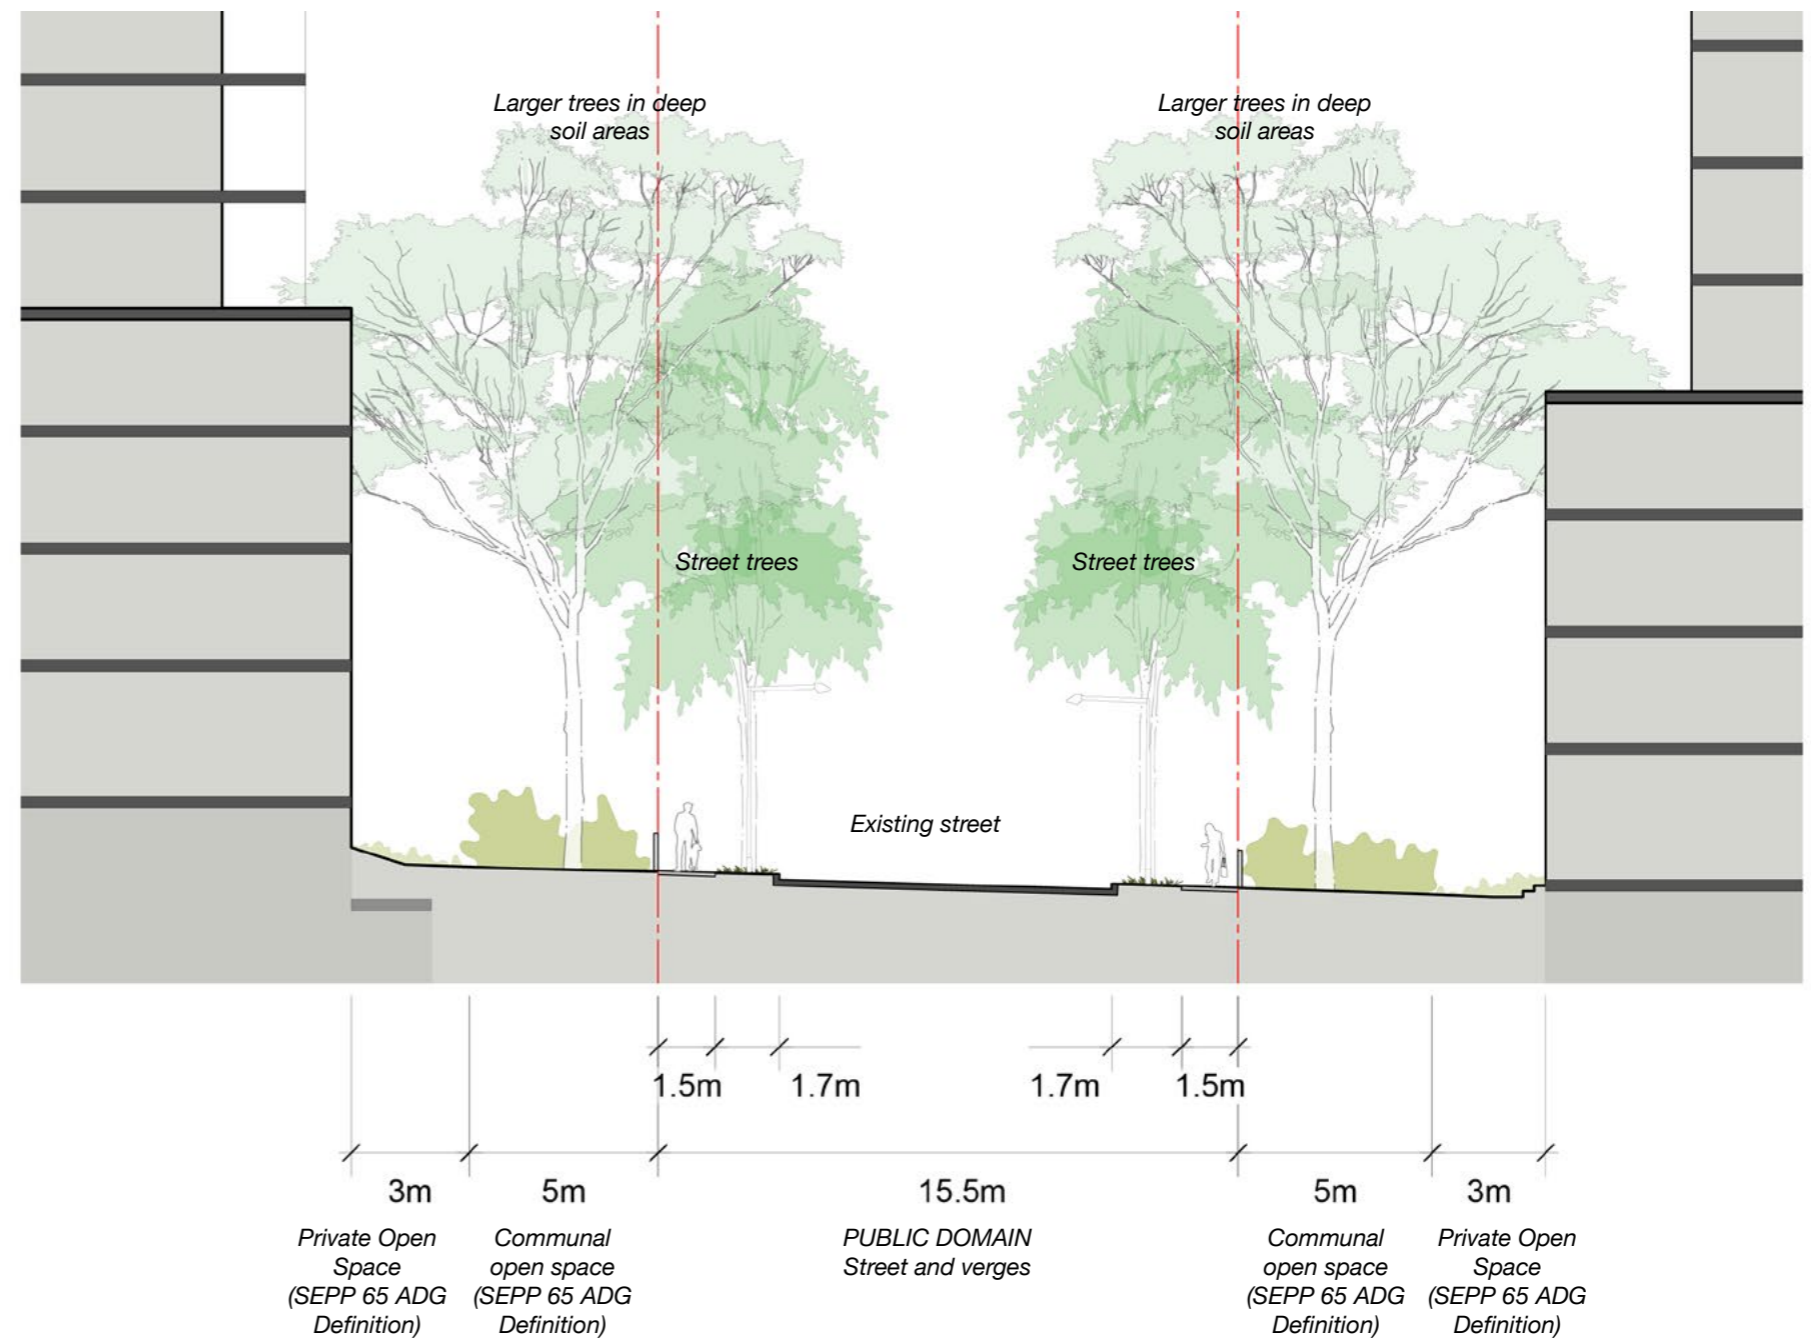 Larger trees in deep
soil areas
Larger trees in deep
soil areas
Street trees
Street trees
Existing street
1.5m
1.7m
1.7m
1.5m
3m
5m
15.5m
5m
3m
Private Open
Space
(SEPP 65 ADG
Definition)
Communal
open space
(SEPP 65 ADG
Definition)
PUBLIC DOMAIN
Street and verges
Communal
open space
(SEPP 65 ADG
Definition)
Private Open
Space
(SEPP 65 ADG
Definition)